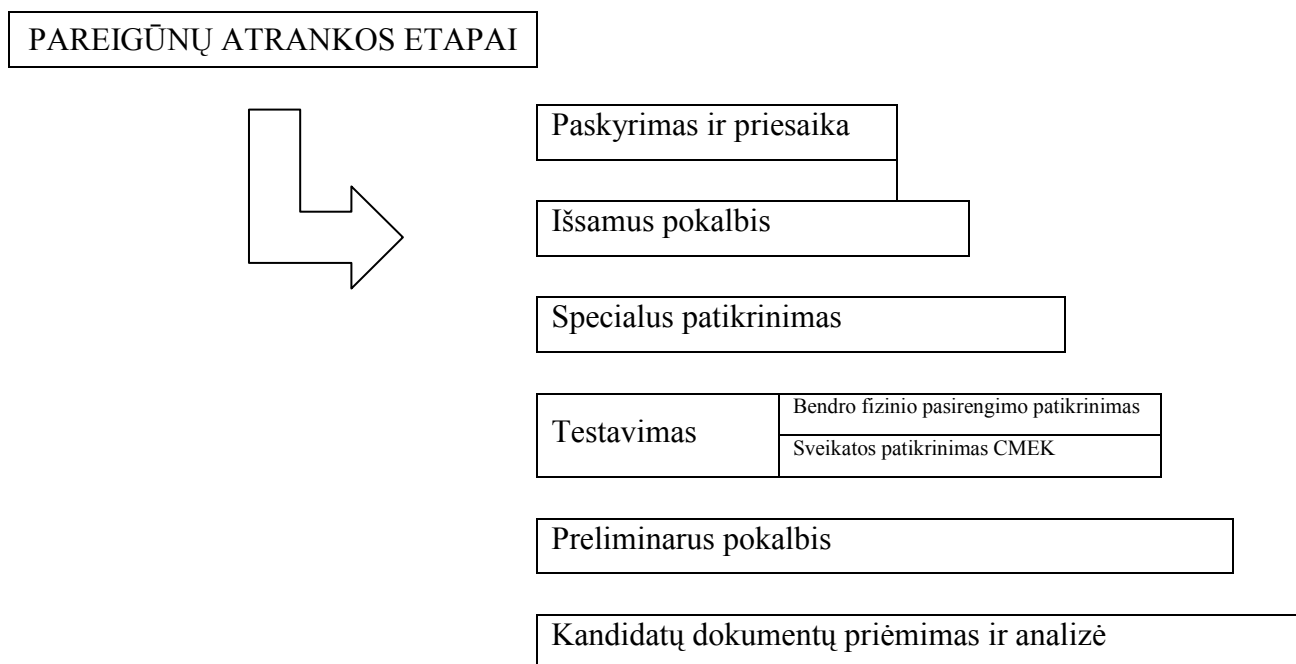 PAREIGŪNŲ ATRANKOS ETAPAI
Paskyrimas ir priesaika
Išsamus pokalbis
Specialus patikrinimas
Testavimas
Bendro fizinio pasirengimo patikrinimas
Sveikatos patikrinimas CMEK
Preliminarus pokalbis
Kandidatų dokumentų priėmimas ir analizė